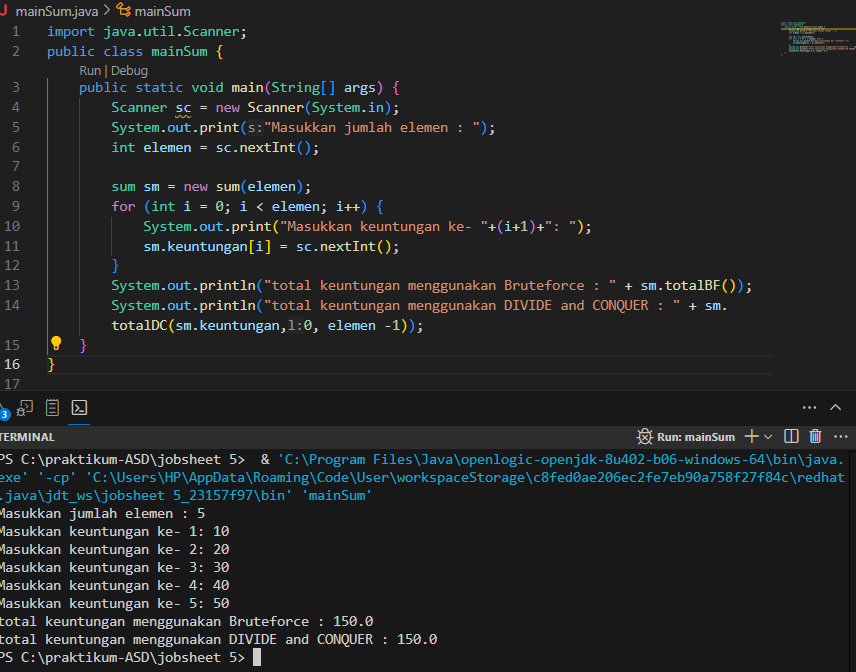 mainSum.java > mainSum
1 import java.util.Scanner;
2 public class mainSum {
Run | Debug
3 public static void main(String[] args) {
4 Scanner sc = new Scanner(System.in);
5 System.out.print(s:"Masukkan jumlah elemen : ");
6 int elemen = sc.nextInt();
7
8 sum sm = new sum(elemen);
9 for (int i = 0; i < elemen; i++) {
10 System.out.print("Masukkan keuntungan ke- "+(i+1)+": ");
11 sm.keuntungan[i] = sc.nextInt();
12 }
13 System.out.println("total keuntungan menggunakan Bruteforce : " + sm.totalBF());
14 System.out.println("total keuntungan menggunakan DIVIDE and CONQUER : " + sm.
totalDC(sm.keuntungan,l:0, elemen -1));
15 }
16 }
17
3
TERMINAL
Run: mainSum
PS C:\praktikum-ASD\jobsheet 5> & 'C:\Program Files\Java\openlogic-openjdk-8u402-b06-windows-64\bin\java.
exe' '-cp' 'C:\Users\HP\AppData\Roaming\Code\User\workspaceStorage\c8fed0ae206ec2fe7eb90a758f27f84c\redhat
.java\jdt_ws\jobsheet 5_23157f97\bin' 'mainSum'
Masukkan jumlah elemen : 5
Masukkan keuntungan ke- 1: 10
Masukkan keuntungan ke- 2: 20
Masukkan keuntungan ke- 3: 30
Masukkan keuntungan ke- 4: 40
Masukkan keuntungan ke- 5: 50
total keuntungan menggunakan Bruteforce : 150.0
total keuntungan menggunakan DIVIDE and CONQUER : 150.0
PS C:\praktikum-ASD\jobsheet 5>